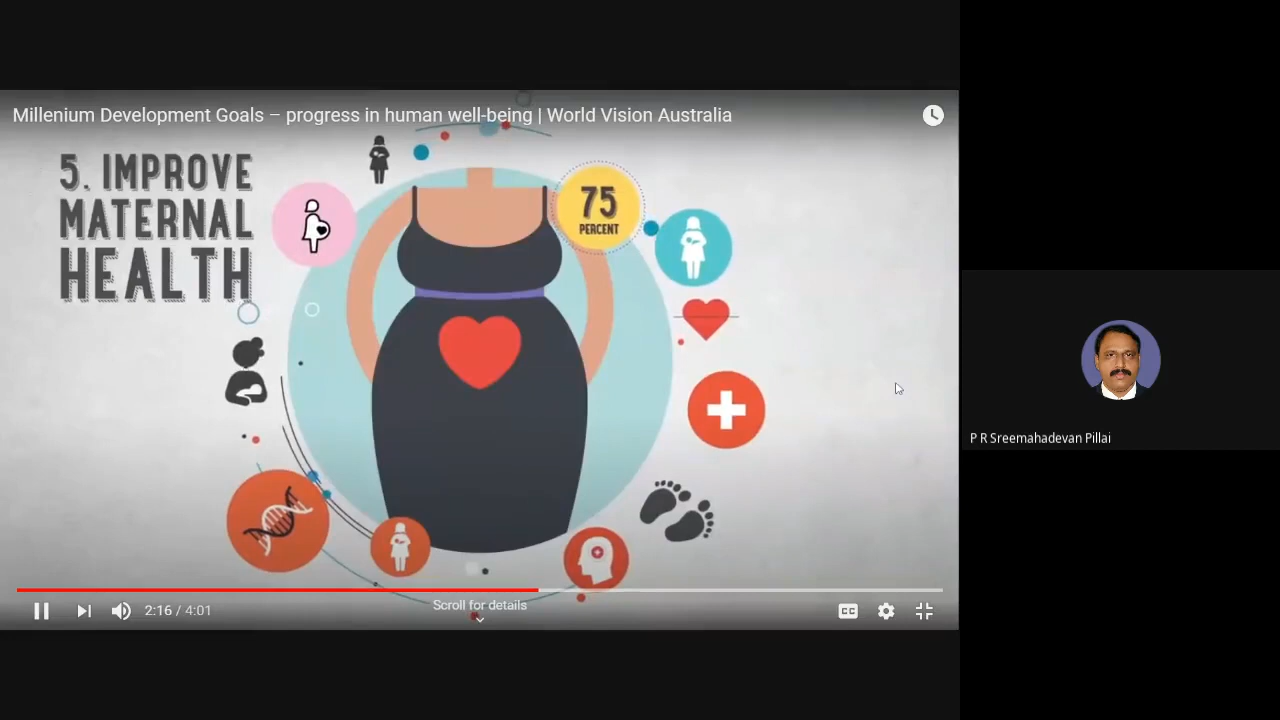 Millenium Development Goals – progress in human well-being | World Vision Australia
5. IMPROVE
MATERNAL
HEALTH
75
PERCENT
P R Sreemahadevan Pillai
2:16 / 4:01
Scroll for details
CC